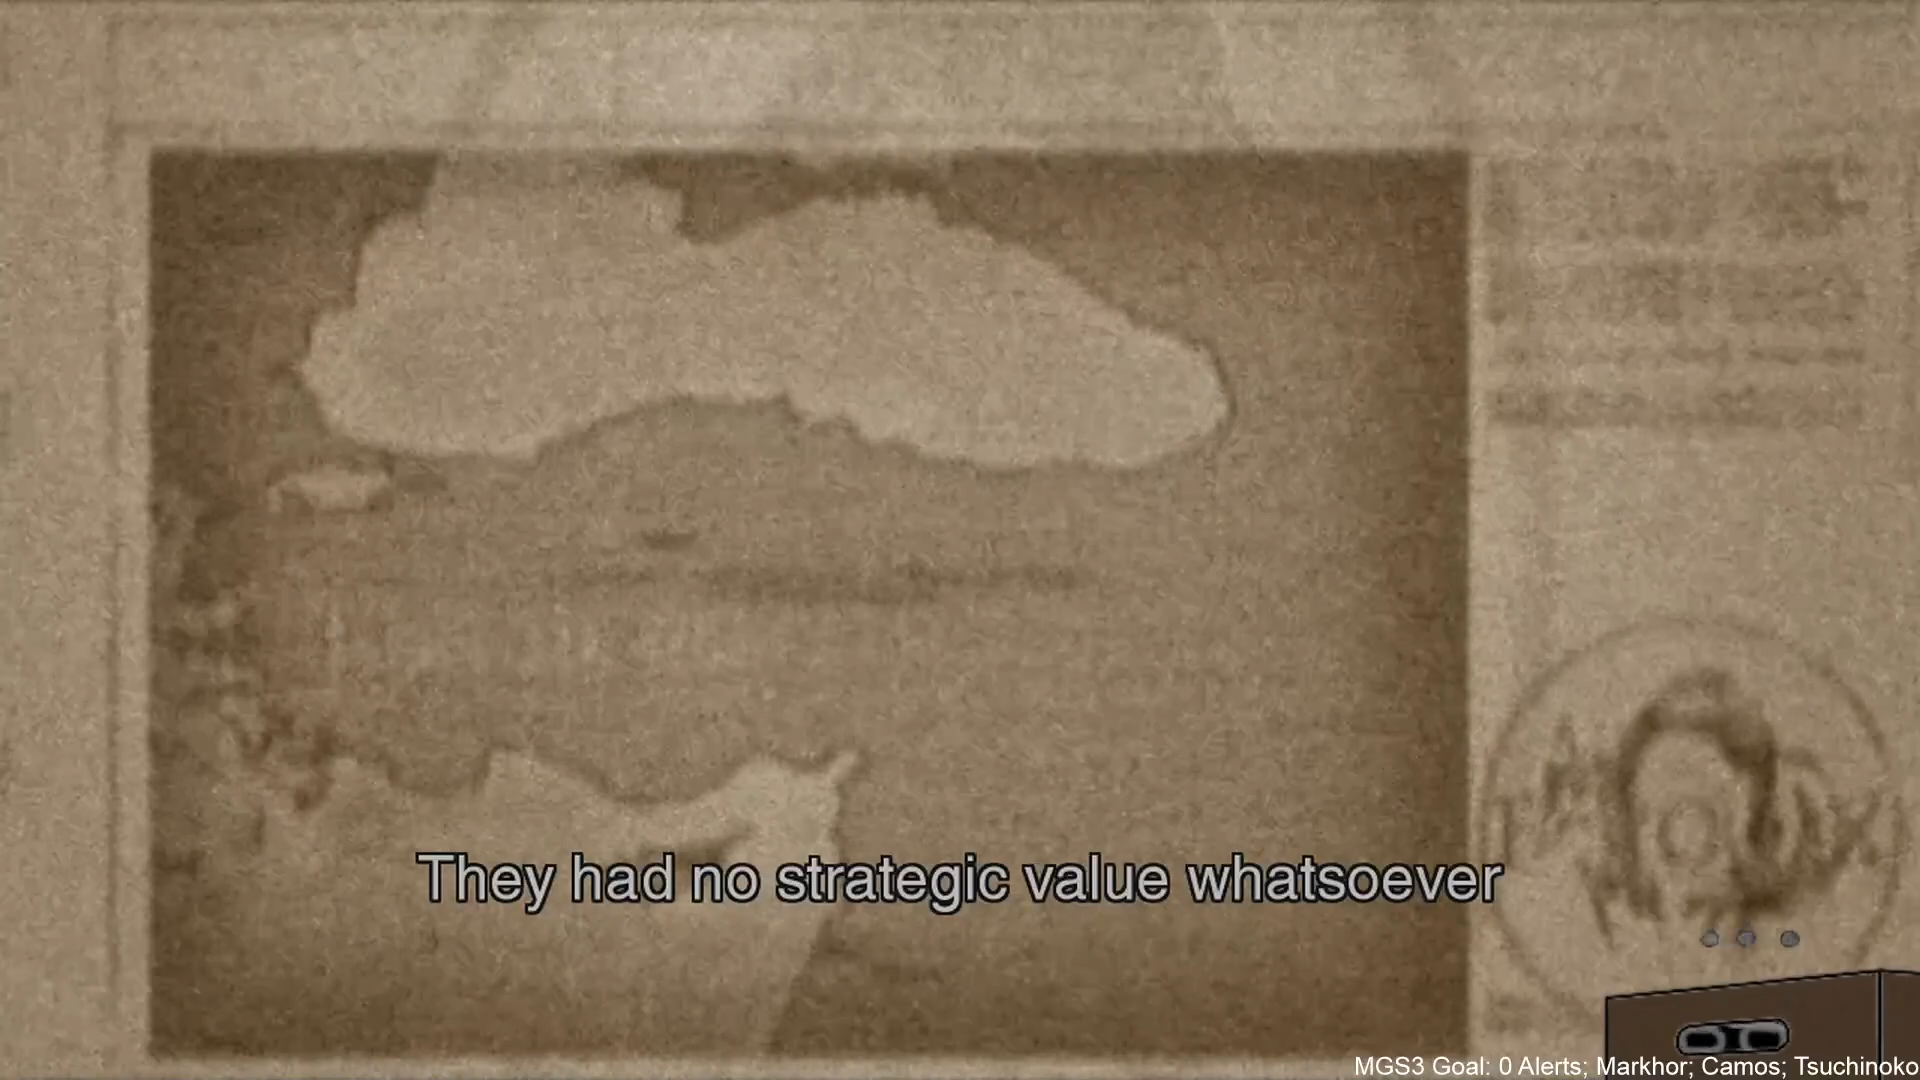 They had no strategic value whatsoever
MGS3 Goal: 0 Alerts; Markhor; Camos; Tsuchinoko